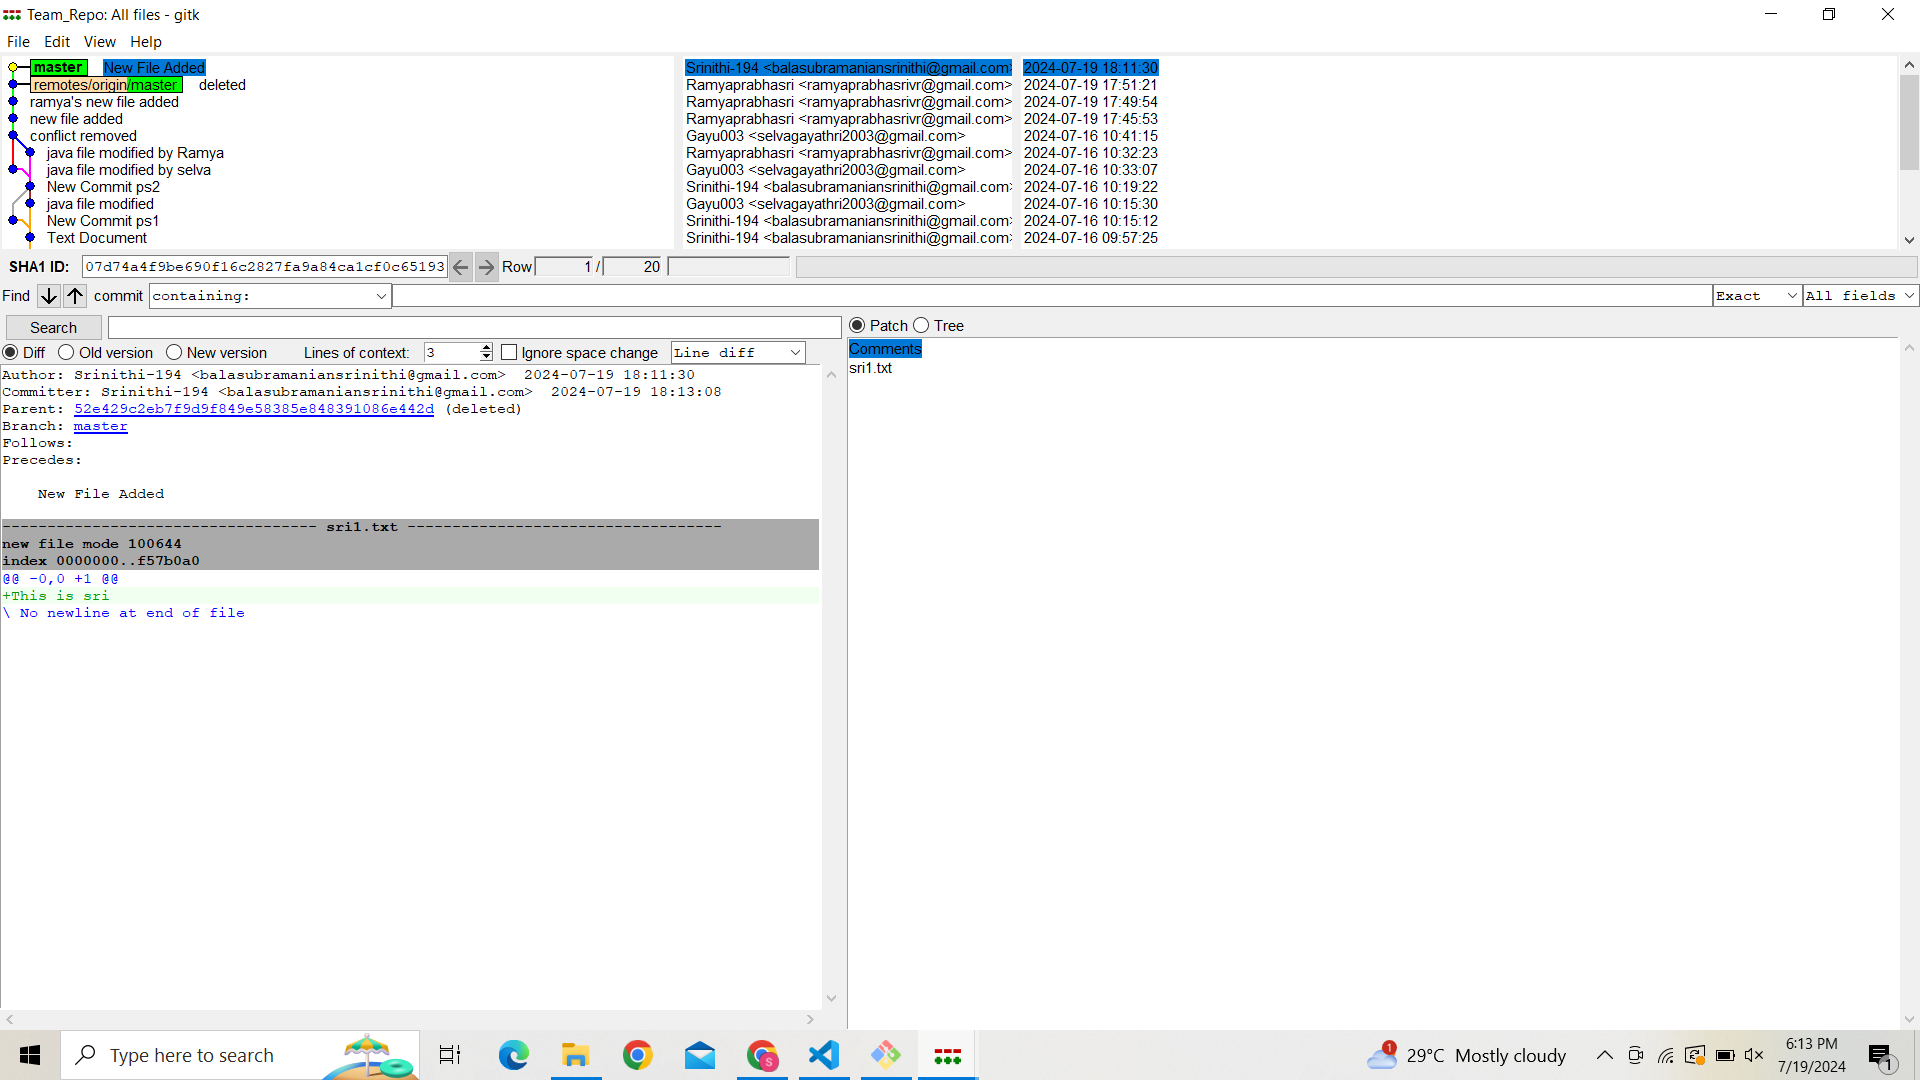 Team_Repo: All files - gitk
File Edit View Help
master New File Added Srinithi-194 <balasubramaniansrinithi@gmail.com> 2024-07-19 18:11:30
remotes/origin/master deleted Ramyaprabhasri <ramyaprabhasrivr@gmail.com> 2024-07-19 17:51:21
ramya's new file added Ramyaprabhasri <ramyaprabhasrivr@gmail.com> 2024-07-19 17:49:54
new file added Ramyaprabhasri <ramyaprabhasrivr@gmail.com> 2024-07-19 17:45:53
conflict removed Gayu003 <selvagayathri2003@gmail.com> 2024-07-16 10:41:15
java file modified by Ramya Ramyaprabhasri <ramyaprabhasrivr@gmail.com> 2024-07-16 10:32:23
java file modified by selva Gayu003 <selvagayathri2003@gmail.com> 2024-07-16 10:33:07
New Commit ps2 Srinithi-194 <balasubramaniansrinithi@gmail.com> 2024-07-16 10:19:22
java file modified Gayu003 <selvagayathri2003@gmail.com> 2024-07-16 10:15:30
New Commit ps1 Srinithi-194 <balasubramaniansrinithi@gmail.com> 2024-07-16 10:15:12
Text Document Srinithi-194 <balasubramaniansrinithi@gmail.com> 2024-07-16 09:57:25
SHA1 ID: 07d74a4f9be690f16c2827fa9a84ca1cf0c65193 Row 1 / 20
Find commit containing: Exact All fields
Search Patch Tree
Diff Old version New version Lines of context: 3 Ignore space change Line diff
Comments
sri1.txt
Author: Srinithi-194 <balasubramaniansrinithi@gmail.com> 2024-07-19 18:11:30
Committer: Srinithi-194 <balasubramaniansrinithi@gmail.com> 2024-07-19 18:13:08
Parent: 52e429c2eb7f9d9f849e58385e848391086e442d (deleted)
Branch: master
Follows:
Precedes:
New File Added
----------------------------------- sri1.txt -----------------------------------
new file mode 100644
index 0000000..f57b0a0
@@ -0,0 +1 @@
+This is sri
\ No newline at end of file
Type here to search
S
1
29°C Mostly cloudy
6:13 PM
7/19/2024
1